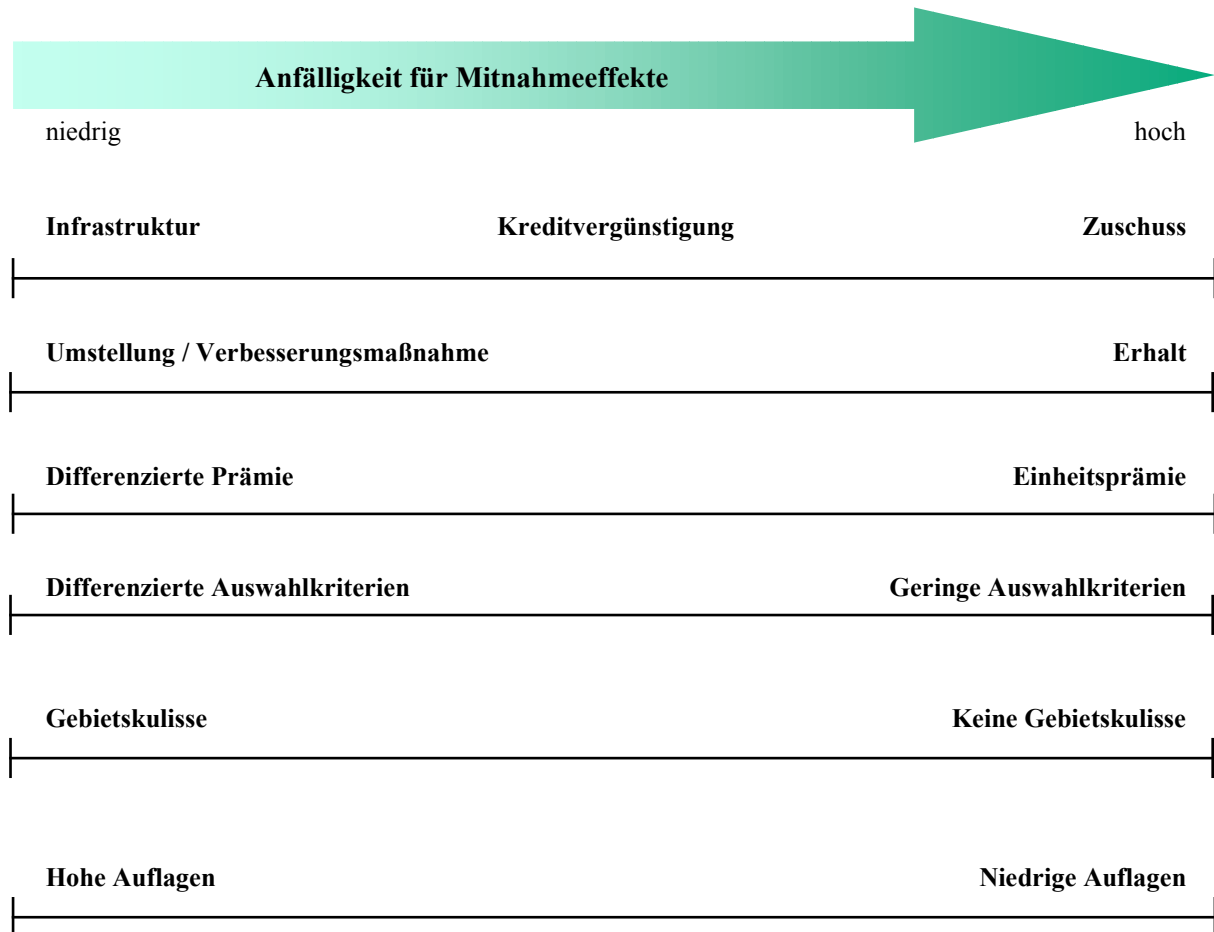 Anfälligkeit für Mitnahmeeffekte
niedrig hoch
Infrastruktur Kreditvergünstigung Zuschuss
Umstellung / Verbesserungsmaßnahme Erhalt
Differenzierte Prämie Einheitsprämie
Differenzierte Auswahlkriterien Geringe Auswahlkriterien
Gebietskulisse Keine Gebietskulisse
Hohe Auflagen Niedrige Auflagen